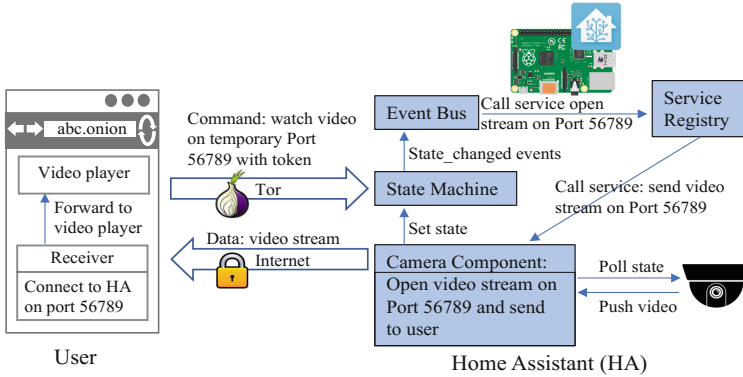 abc.onion
Video player
Forward to
video player
Receiver
Connect to HA
on port 56789
User
Command: watch video
on temporary Port
56789 with token
Tor
Data: video stream
Internet
Event Bus
Call service open
stream on Port 56789
Service
Registry
State_changed events
State Machine
Call service: send video
stream on Port 56789
Set state
Camera Component:
Open video stream on
Port 56789 and send
to user
Poll state
Push video
Home Assistant (HA)